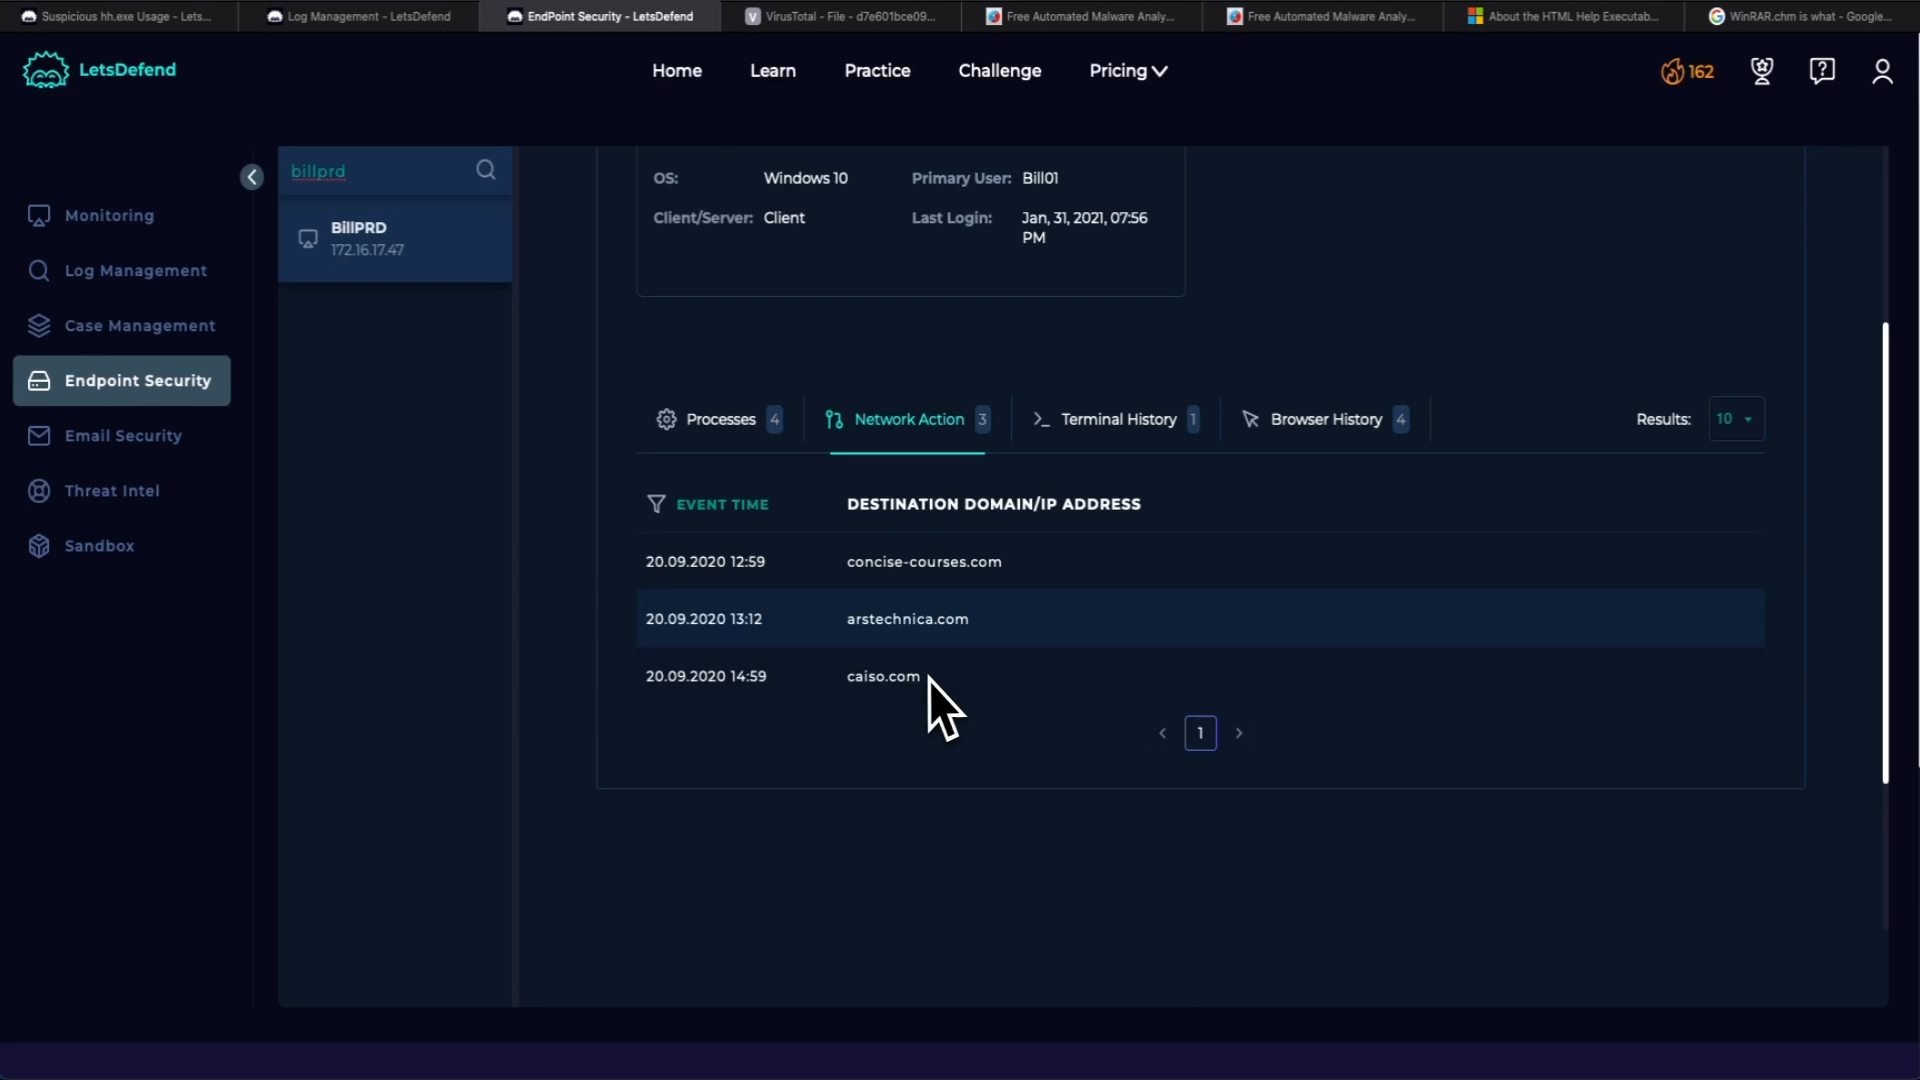 Suspicious hh.exe Usage - Lets...
Log Management - LetsDefend
EndPoint Security - LetsDefend
VirusTotal - File - d7e601bce09...
Free Automated Malware Analy...
Free Automated Malware Analy...
About the HTML Help Executab...
WinRAR.chm is what - Google...
LetsDefend
Home
Learn
Practice
Challenge
Pricing
162
billprd
BillPRD
172.16.17.47
Monitoring
Log Management
Case Management
Endpoint Security
Email Security
Threat Intel
Sandbox
OS: Windows 10 Primary User: Bill01
Client/Server: Client Last Login: Jan, 31, 2021, 07:56
PM
Processes 4 Network Action 3 Terminal History 1 Browser History 4 Results: 10
EVENT TIME DESTINATION DOMAIN/IP ADDRESS
20.09.2020 12:59 concise-courses.com
20.09.2020 13:12 arstechnica.com
20.09.2020 14:59 caiso.com
1